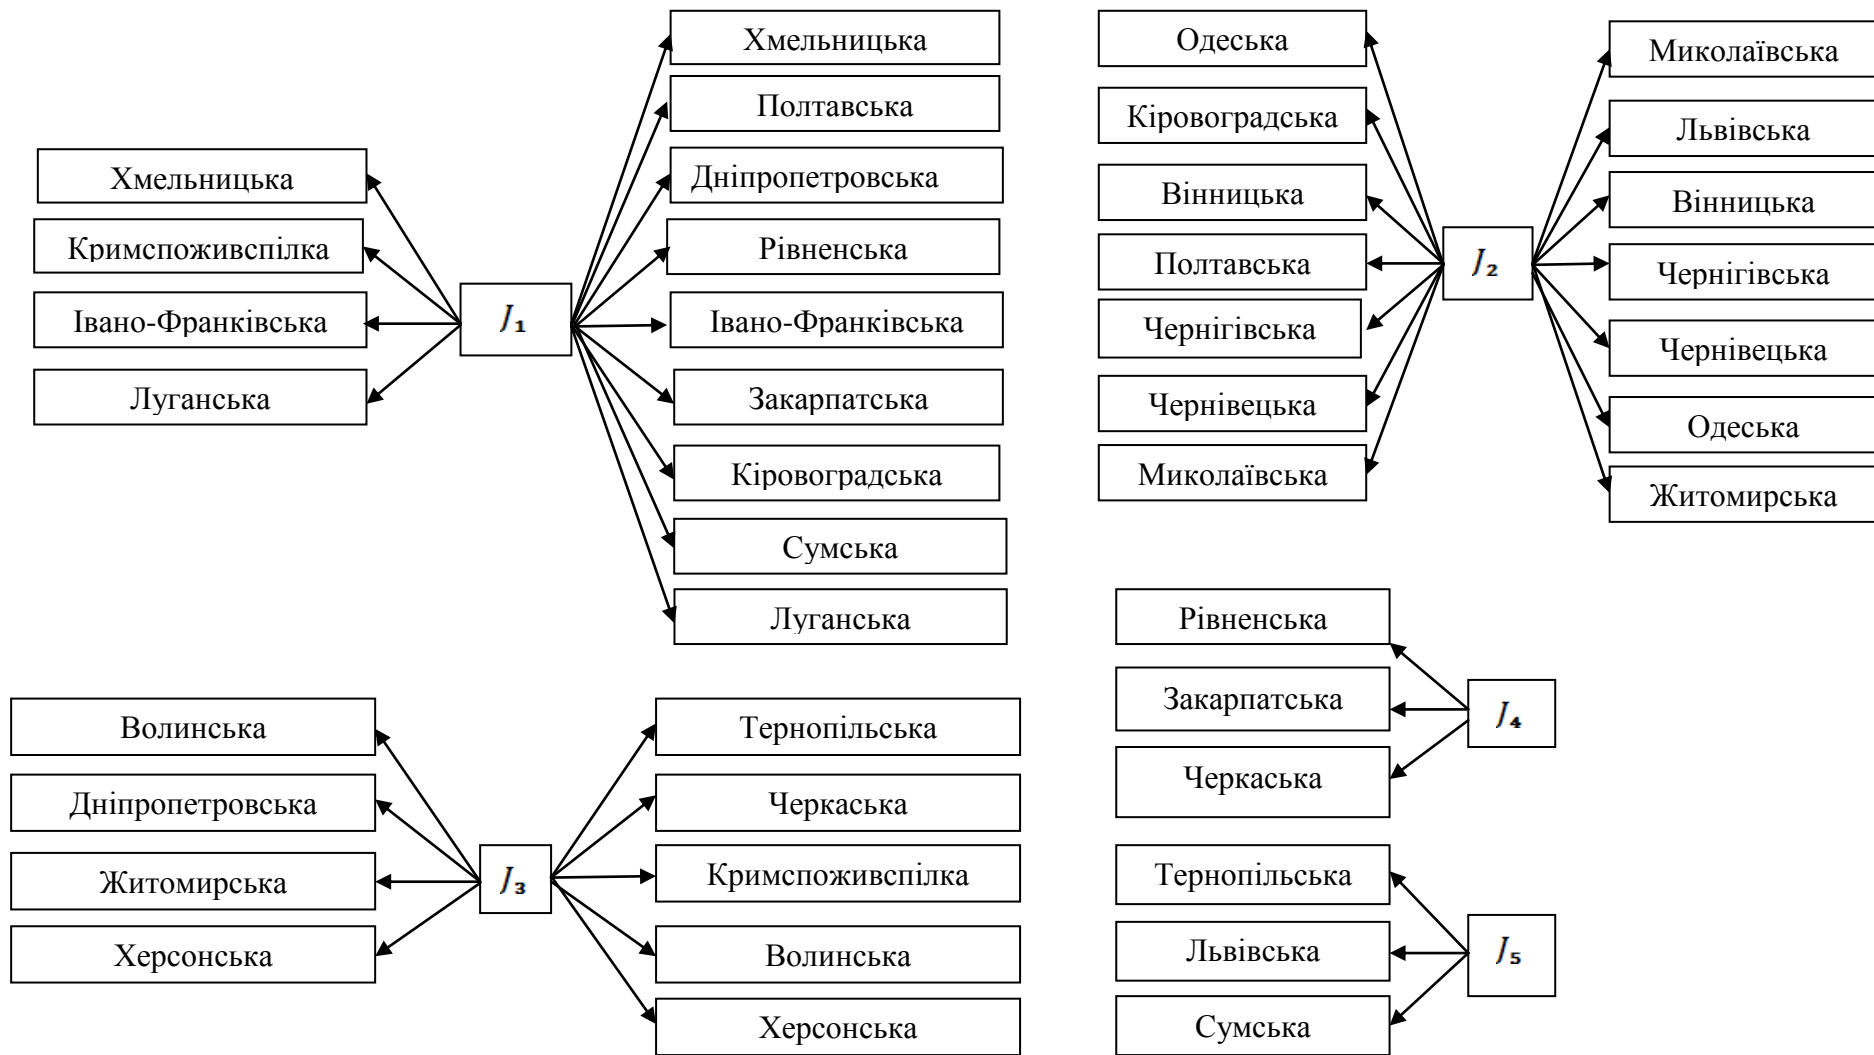 Хмельницька
Кримспоживспілка
Івано-Франківська
Луганська
J₁
Хмельницька
Полтавська
Дніпропетровська
Рівненська
Івано-Франківська
Закарпатська
Кіровоградська
Сумська
Луганська
Одеська
Кіровоградська
Вінницька
Полтавська
Чернігівська
Чернівецька
Миколаївська
J₂
Миколаївська
Львівська
Вінницька
Чернігівська
Чернівецька
Одеська
Житомирська
Волинська
Дніпропетровська
Житомирська
Херсонська
J₃
Тернопільська
Черкаська
Кримспоживспілка
Волинська
Херсонська
Рівненська
Закарпатська
Черкаська
J₄
Тернопільська
Львівська
Сумська
J₅